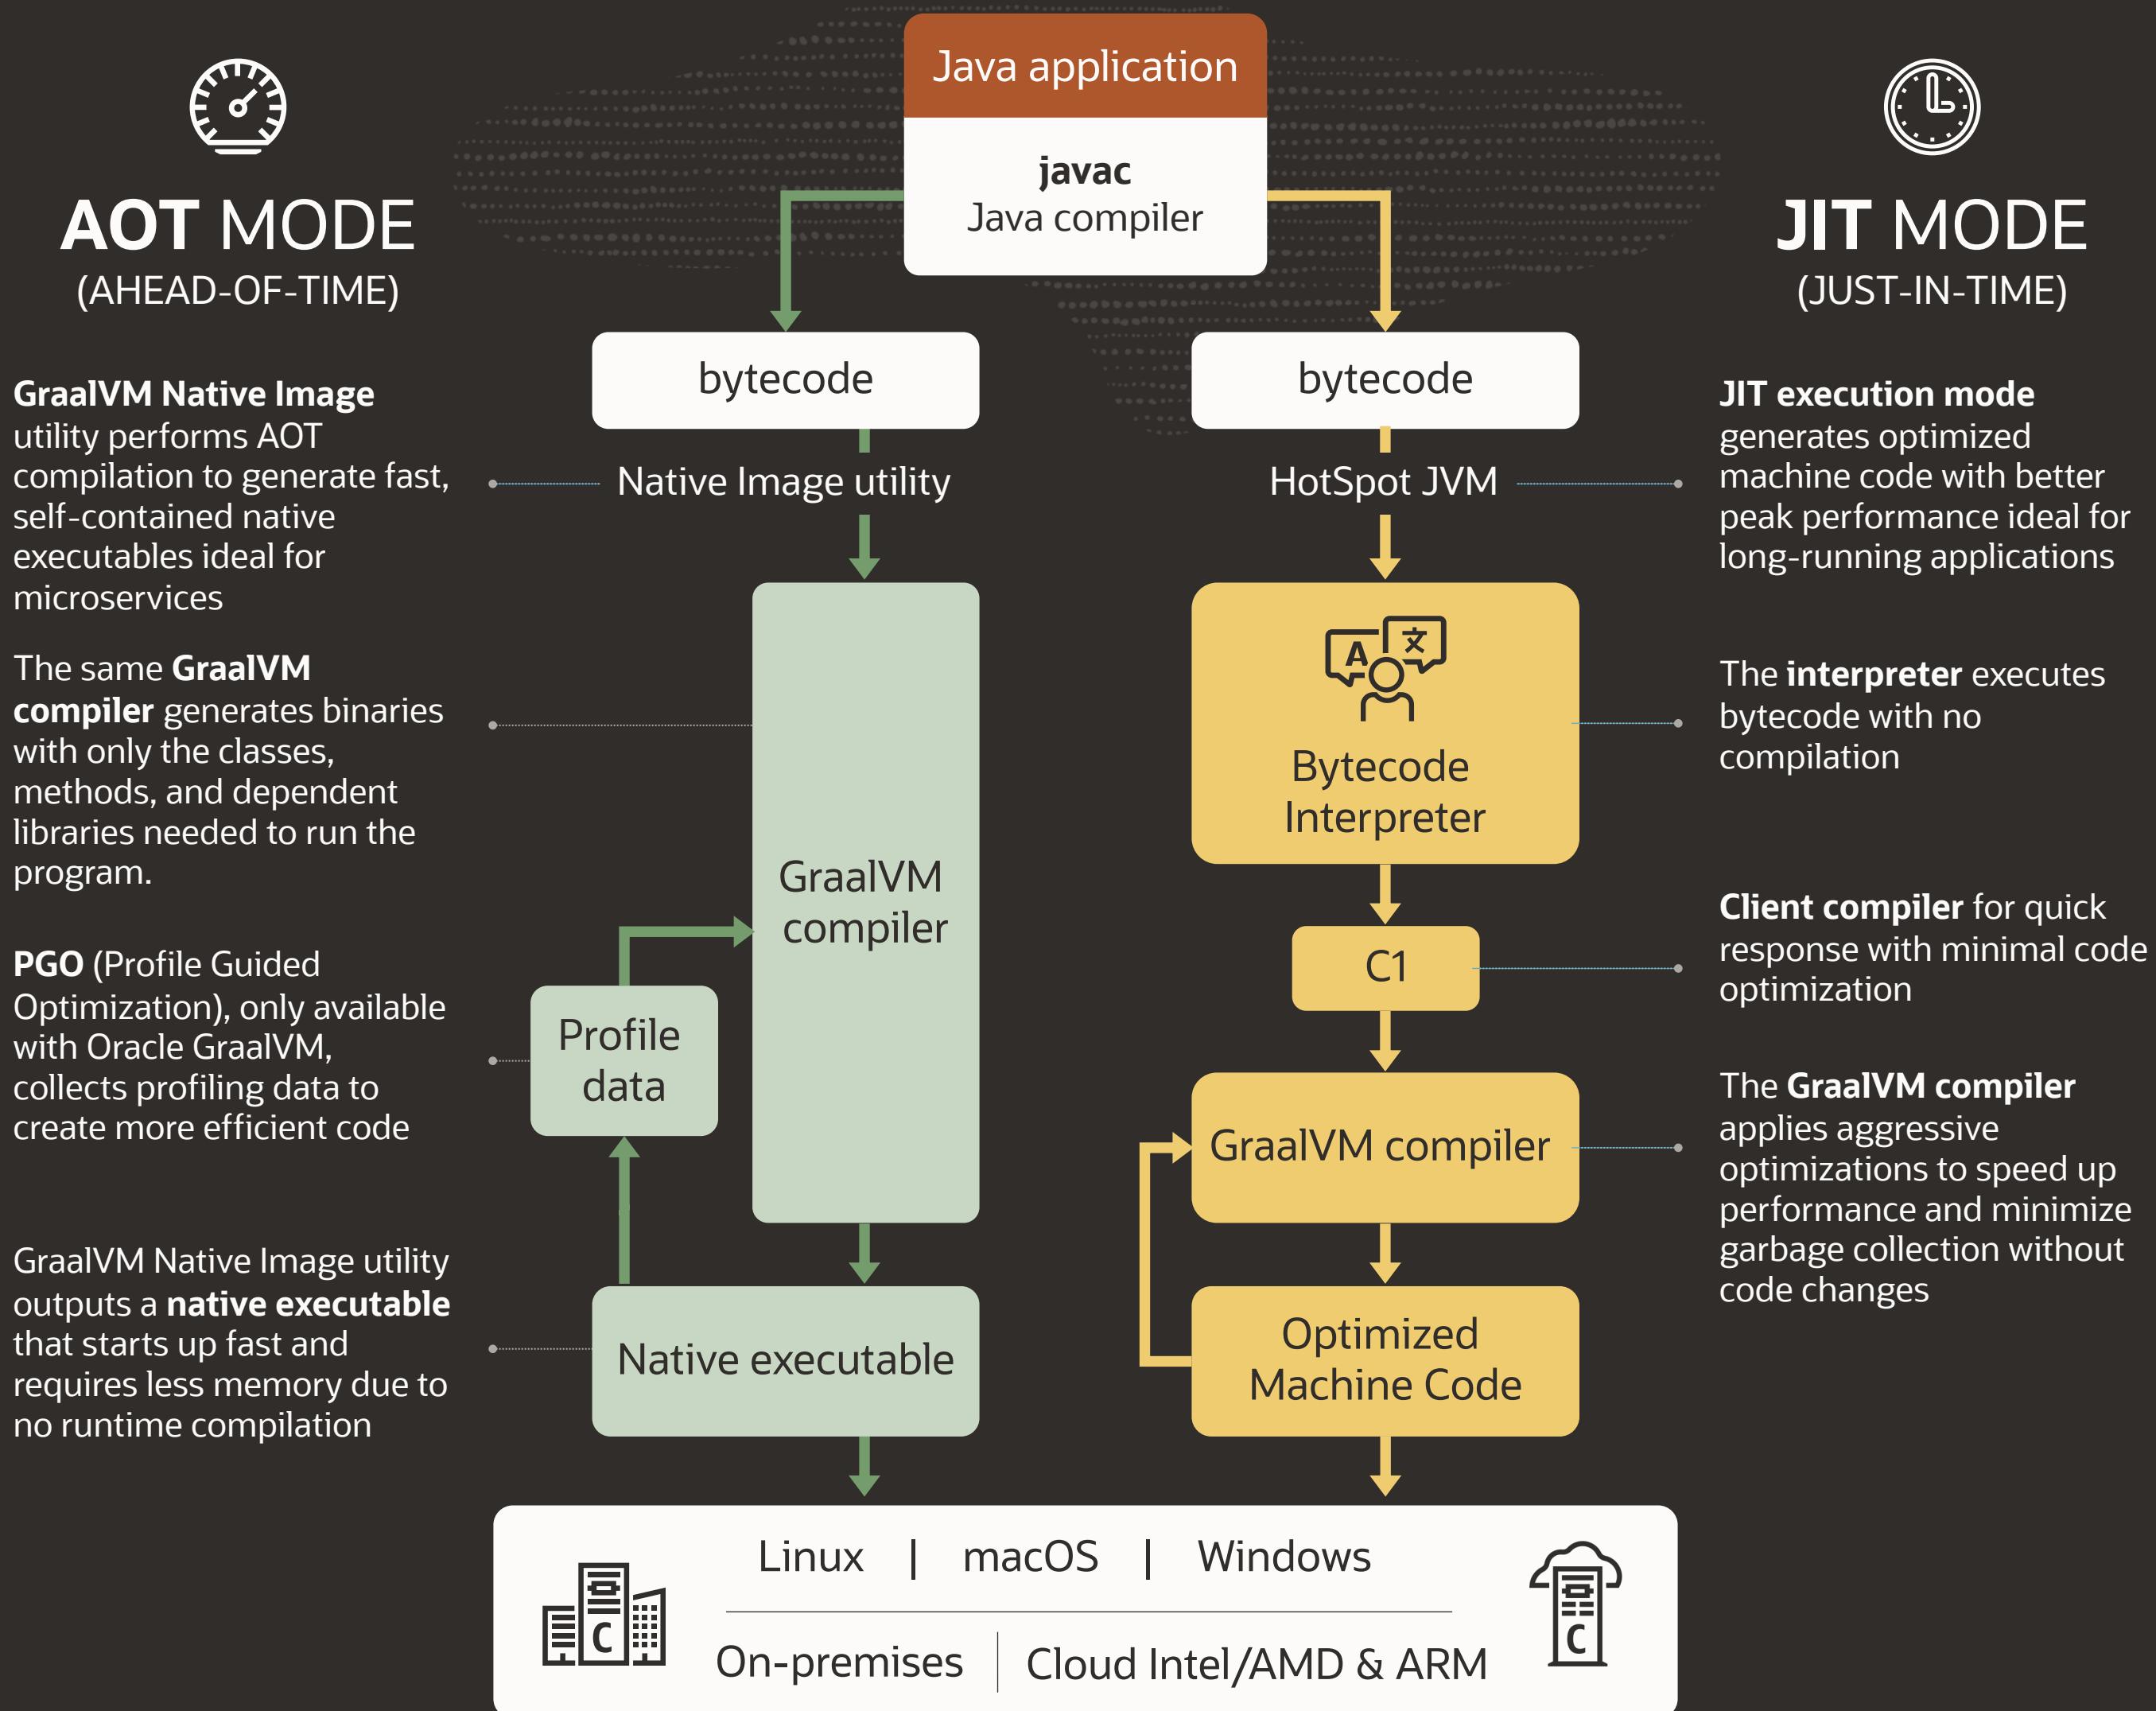 Java application
javac
Java compiler
AOT MODE
(AHEAD-OF-TIME)
GraalVM Native Image
utility performs AOT
compilation to generate fast,
self-contained native
executables ideal for
microservices
The same GraalVM
compiler generates binaries
with only the classes,
methods, and dependent
libraries needed to run the
program.
PGO (Profile Guided
Optimization), only available
with Oracle GraalVM,
collects profiling data to
create more efficient code
GraalVM Native Image utility
outputs a native executable
that starts up fast and
requires less memory due to
no runtime compilation
bytecode
Native Image utility
GraalVM
compiler
Profile
data
Native executable
bytecode
HotSpot JVM
A 文
Bytecode
Interpreter
C1
GraalVM compiler
Optimized
Machine Code
JIT MODE
(JUST-IN-TIME)
JIT execution mode
generates optimized
machine code with better
peak performance ideal for
long-running applications
The interpreter executes
bytecode with no
compilation
Client compiler for quick
response with minimal code
optimization
The GraalVM compiler
applies aggressive
optimizations to speed up
performance and minimize
garbage collection without
code changes
Linux | macOS | Windows
On-premises | Cloud Intel/AMD & ARM
C
C